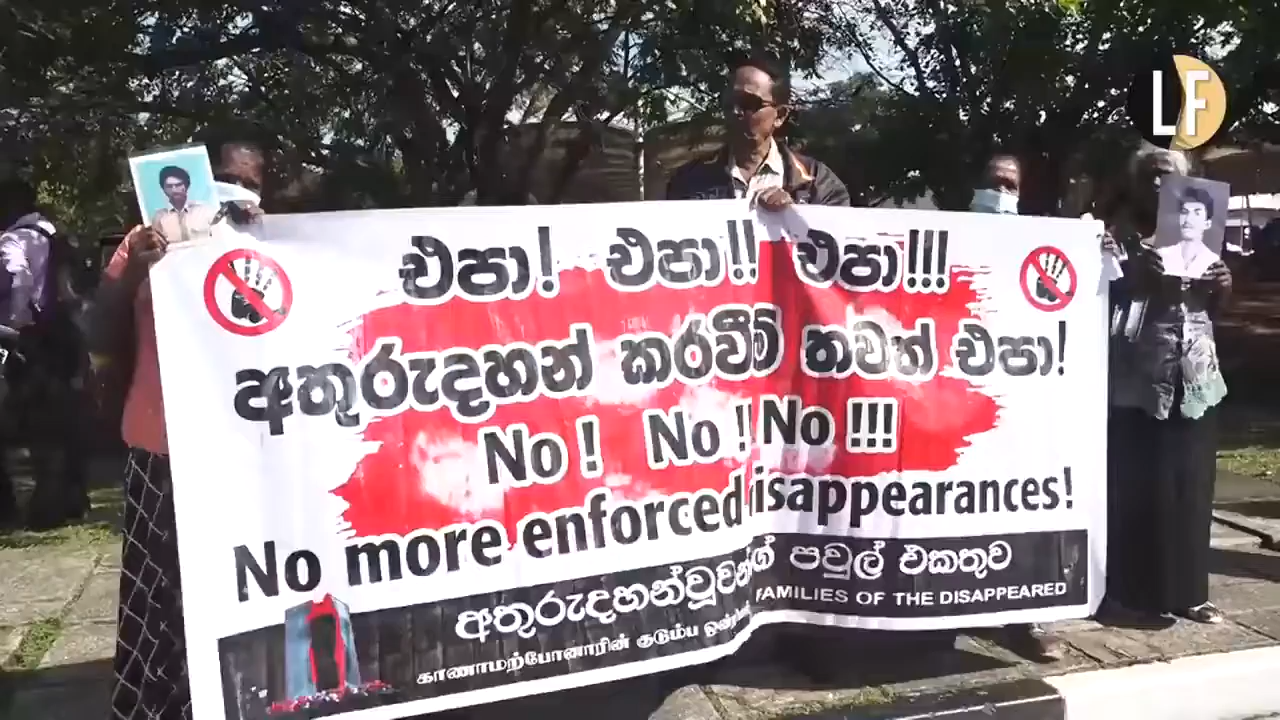 LF
එපා! එපා!! එපා!!!
අතුරුදහන් කරවීම් තවත් එපා!
No ! No !! No !!!
No more enforced disappearances!
අතුරුදහන්වූවන්ගේ පවුල් එකතුව
FAMILIES OF THE DISAPPEARED
காணாமற்போனாரின் குடும்ப